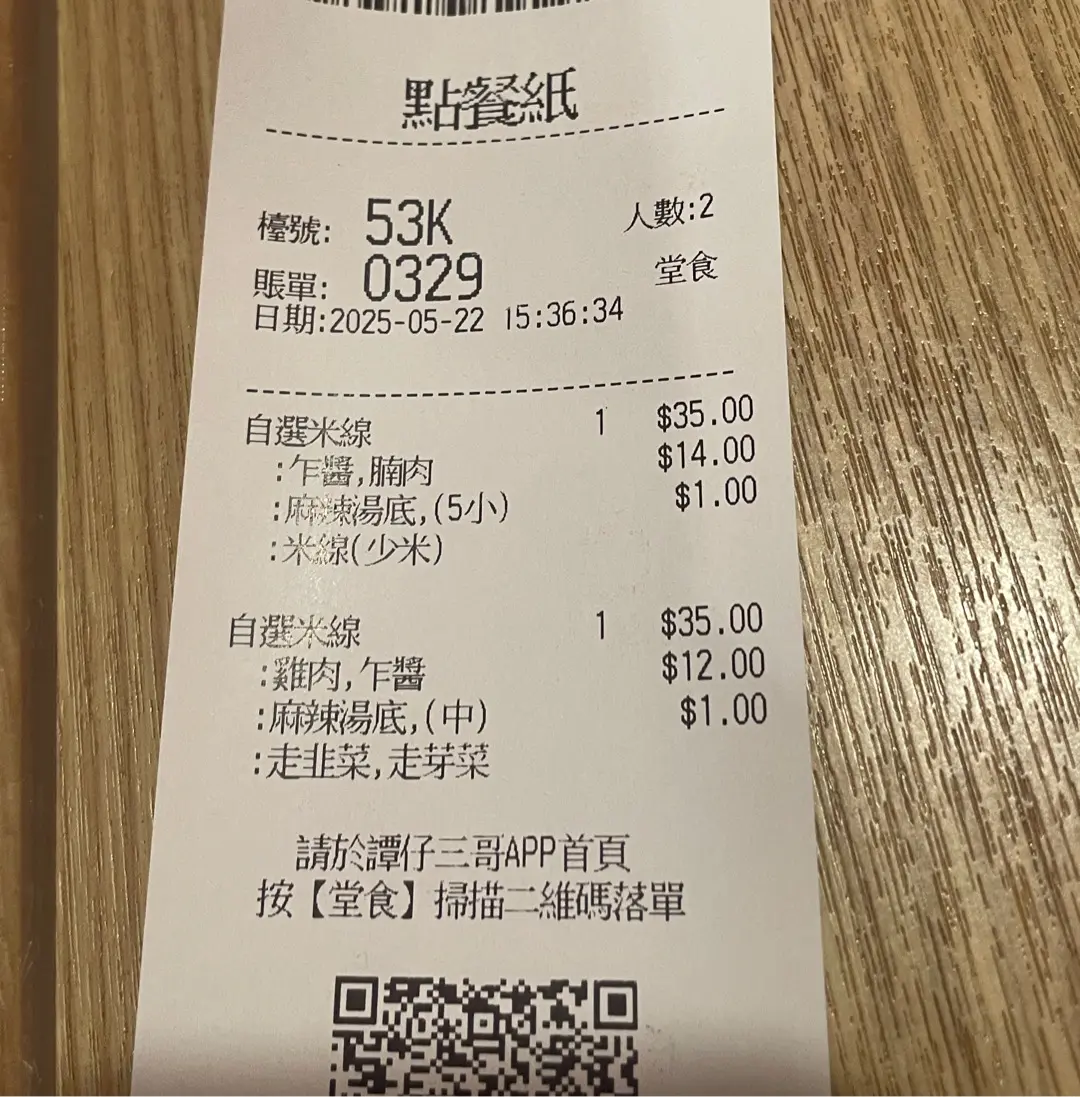 點餐紙
檯號: 53K 人數:2
賬單: 0329 堂食
日期:2025-05-22 15:36:34
自選米線 1 $35.00
:乍醬,腩肉 $14.00
:麻辣湯底,(5小) $1.00
:米線(少米)
自選米線 1 $35.00
:雞肉,乍醬 $12.00
:麻辣湯底,(中) $1.00
:走韭菜,走芽菜
請於譚仔三哥APP首頁
按【堂食】掃描二維碼落單